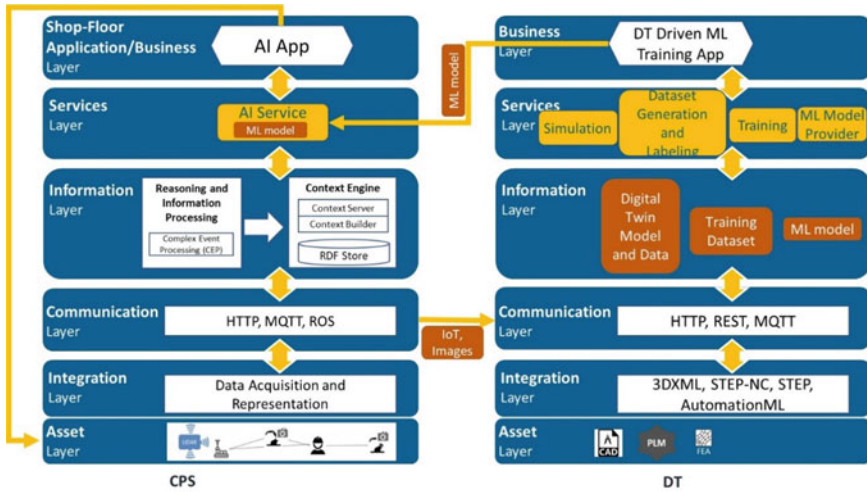 Shop-Floor
Application/Business
Layer
AI App
Services
Layer
AI Service
ML model
Information
Layer
Reasoning and
Information
Processing
Complex Event
Processing (CEP)
Context Engine
Context Server
Context Builder
RDF Store
Communication
Layer
HTTP, MQTT, ROS
Integration
Layer
Data Acquisition and
Representation
Asset
Layer
LIDAR
CPS
ML model
IoT,
Images
Business
Layer
DT Driven ML
Training App
Services
Layer
Simulation
Dataset
Generation
and
Labeling
Training
ML Model
Provider
Information
Layer
Digital
Twin
Model
and Data
Training
Dataset
ML model
Communication
Layer
HTTP, REST, MQTT
Integration
Layer
3DXML, STEP-NC, STEP,
AutomationML
Asset
Layer
A
CAD
PLM
FEA
DT